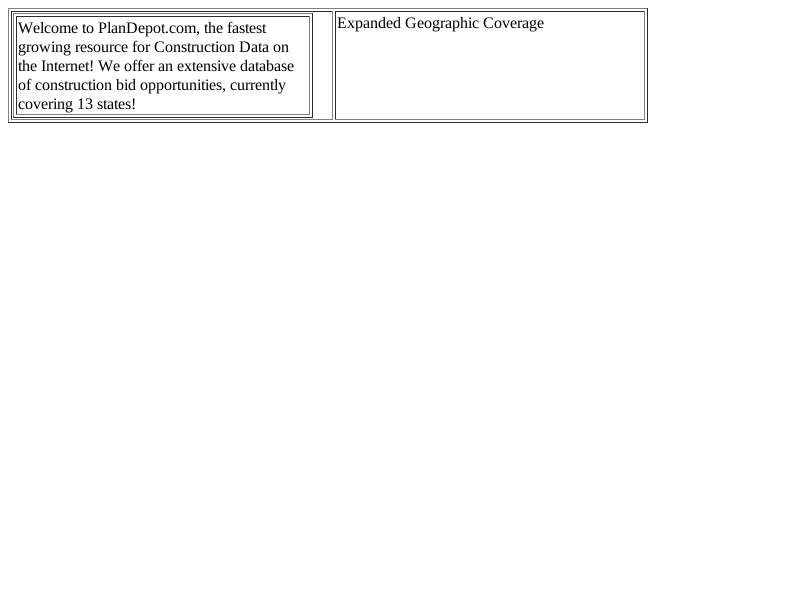 Welcome to PlanDepot.com, the fastest
growing resource for Construction Data on
the Internet! We offer an extensive database
of construction bid opportunities, currently
covering 13 states!
Expanded Geographic Coverage